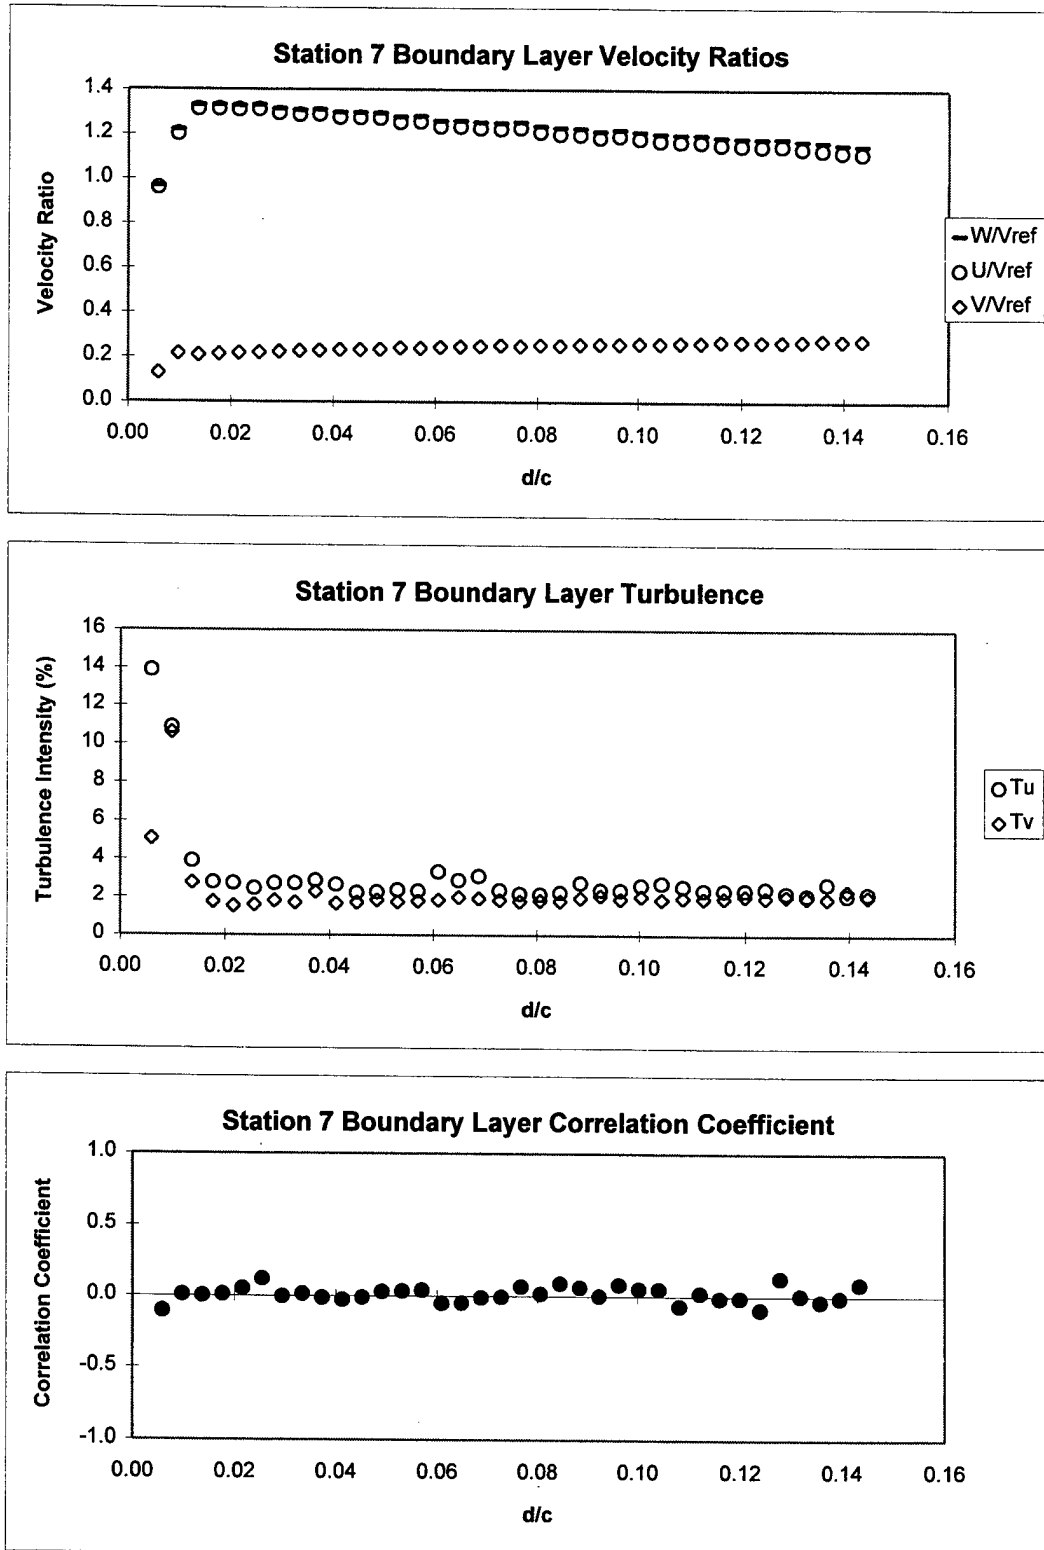 Station 7 Boundary Layer Velocity Ratios
1.4
1.2
1.0
0.8
0.6
0.4
0.2
0.0
Velocity Ratio
0.00 0.02 0.04 0.06 0.08 0.10 0.12 0.14 0.16
d/c
W/Vref
U/Vref
V/Vref
Station 7 Boundary Layer Turbulence
16
14
12
10
8
6
4
2
0
Turbulence Intensity (%)
0.00 0.02 0.04 0.06 0.08 0.10 0.12 0.14 0.16
d/c
Tu
Tv
Station 7 Boundary Layer Correlation Coefficient
1.0
0.5
0.0
-0.5
-1.0
Correlation Coefficient
0.00 0.02 0.04 0.06 0.08 0.10 0.12 0.14 0.16
d/c